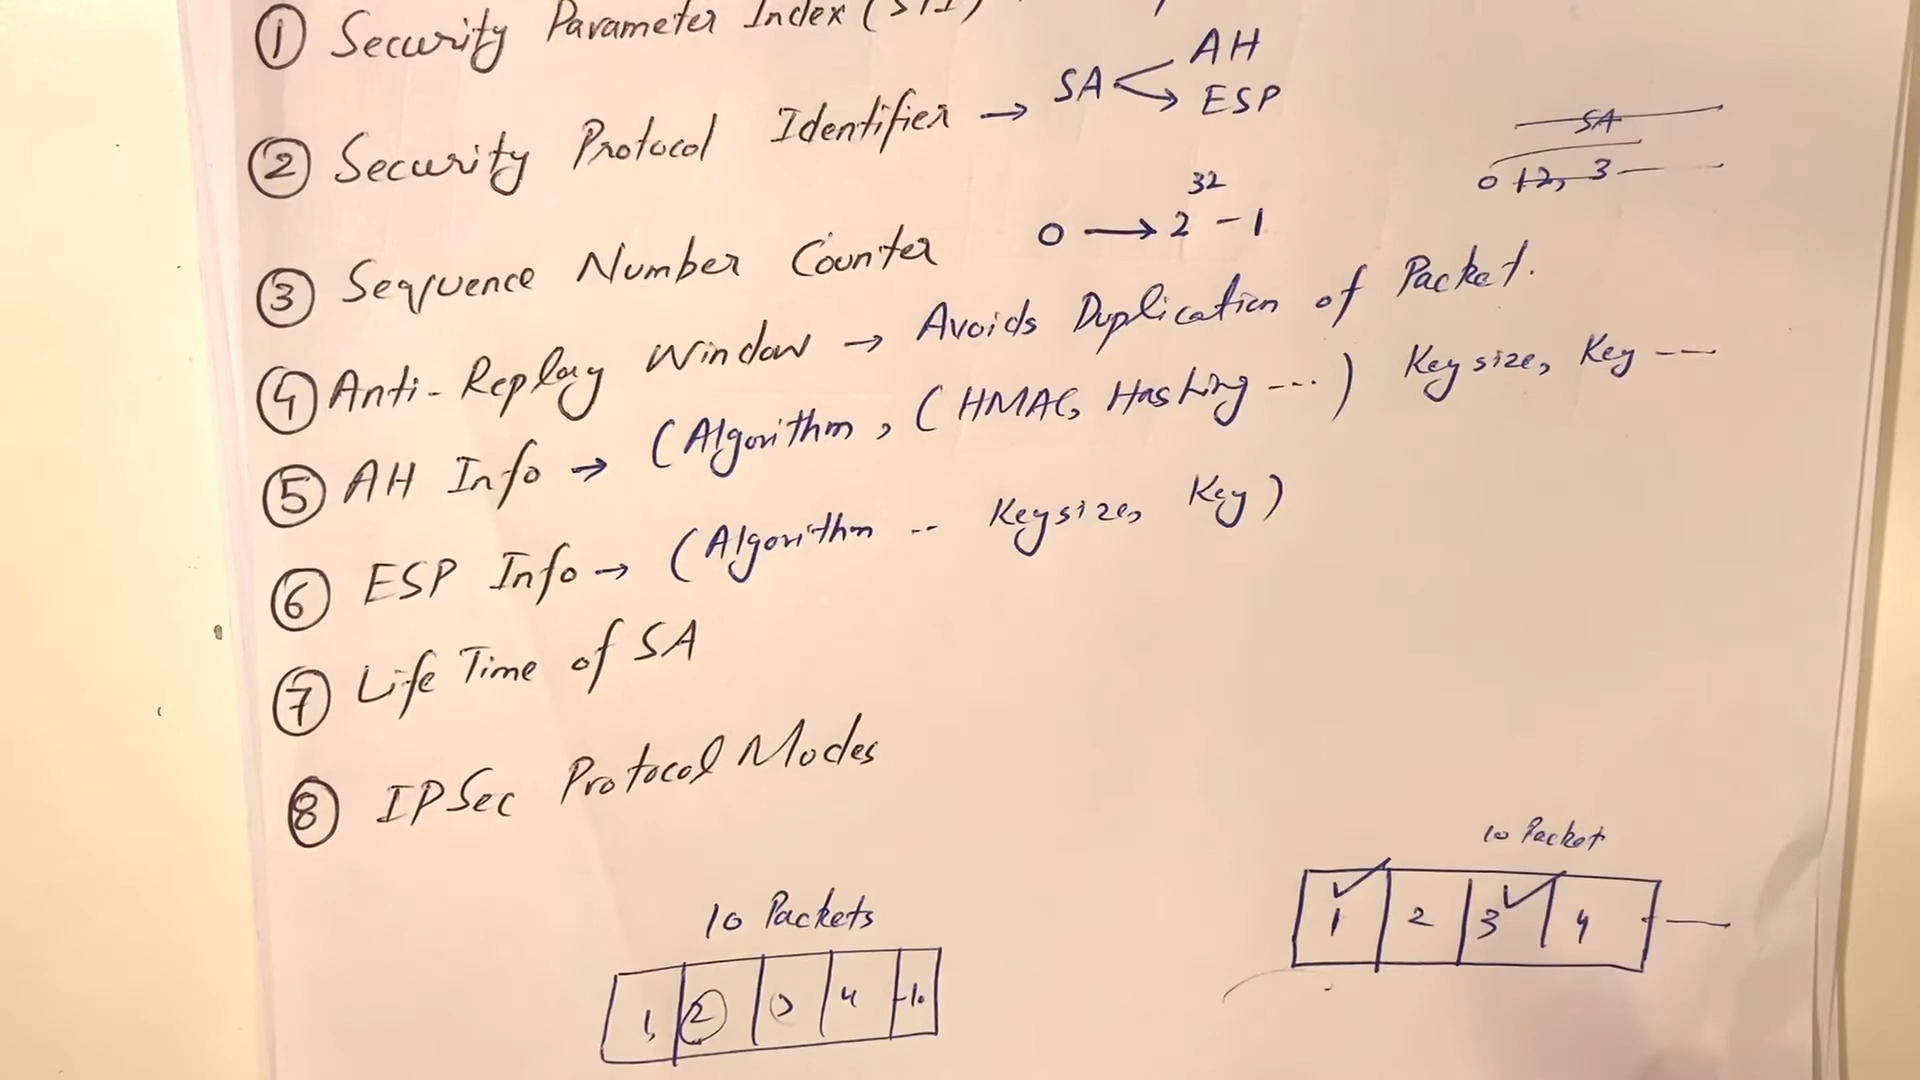 ① Security Parameter Index (SPI)
② Security Protocol Identifier → SA AH
ESP
SA
0 1 2, 3
③ Sequence Number Counter 0 → 2^32 - 1
④ Anti-Replay Window → Avoids Duplication of Packet.
⑤ AH Info → (Algorithm, (HMAC, Hashing ---) Key size, Key ---
⑥ ESP Info → (Algorithm -- Keysize, Key)
⑦ Life Time of SA
⑧ IPSec Protocol Modes
10 Packets
1, 2 3 4 -10
10 Packet
1 2 3 4